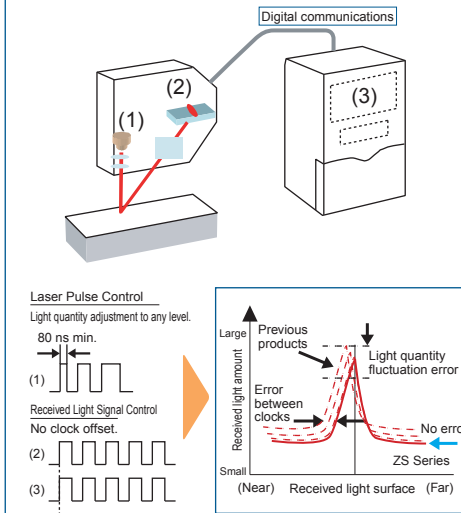 Digital communications
(1)
(2)
(3)
Laser Pulse Control
Light quantity adjustment to any level.
80 ns min.
(1)
Received Light Signal Control
No clock offset.
(2)
(3)
Received light amount
Large
Small
Previous
products
Error
between
clocks
Light quantity
fluctuation error
No erro
ZS Series
(Near)
Received light surface
(Far)